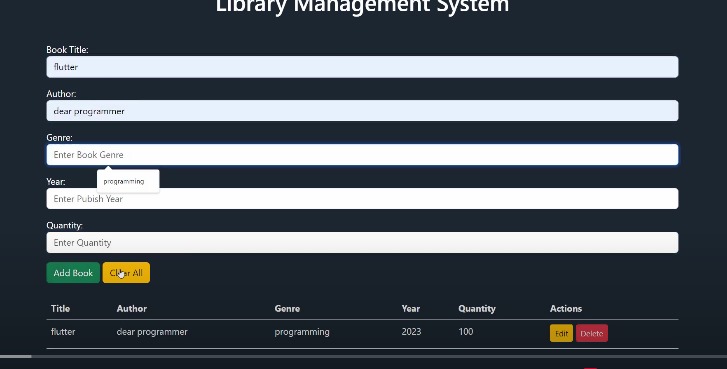 Library Management System
Book Title:
flutter
Author:
dear programmer
Genre:
Enter Book Genre
programming
Year:
Enter Pubish Year
Quantity:
Enter Quantity
Add Book Clear All
Title Author Genre Year Quantity Actions
flutter dear programmer programming 2023 100 Edit Delete